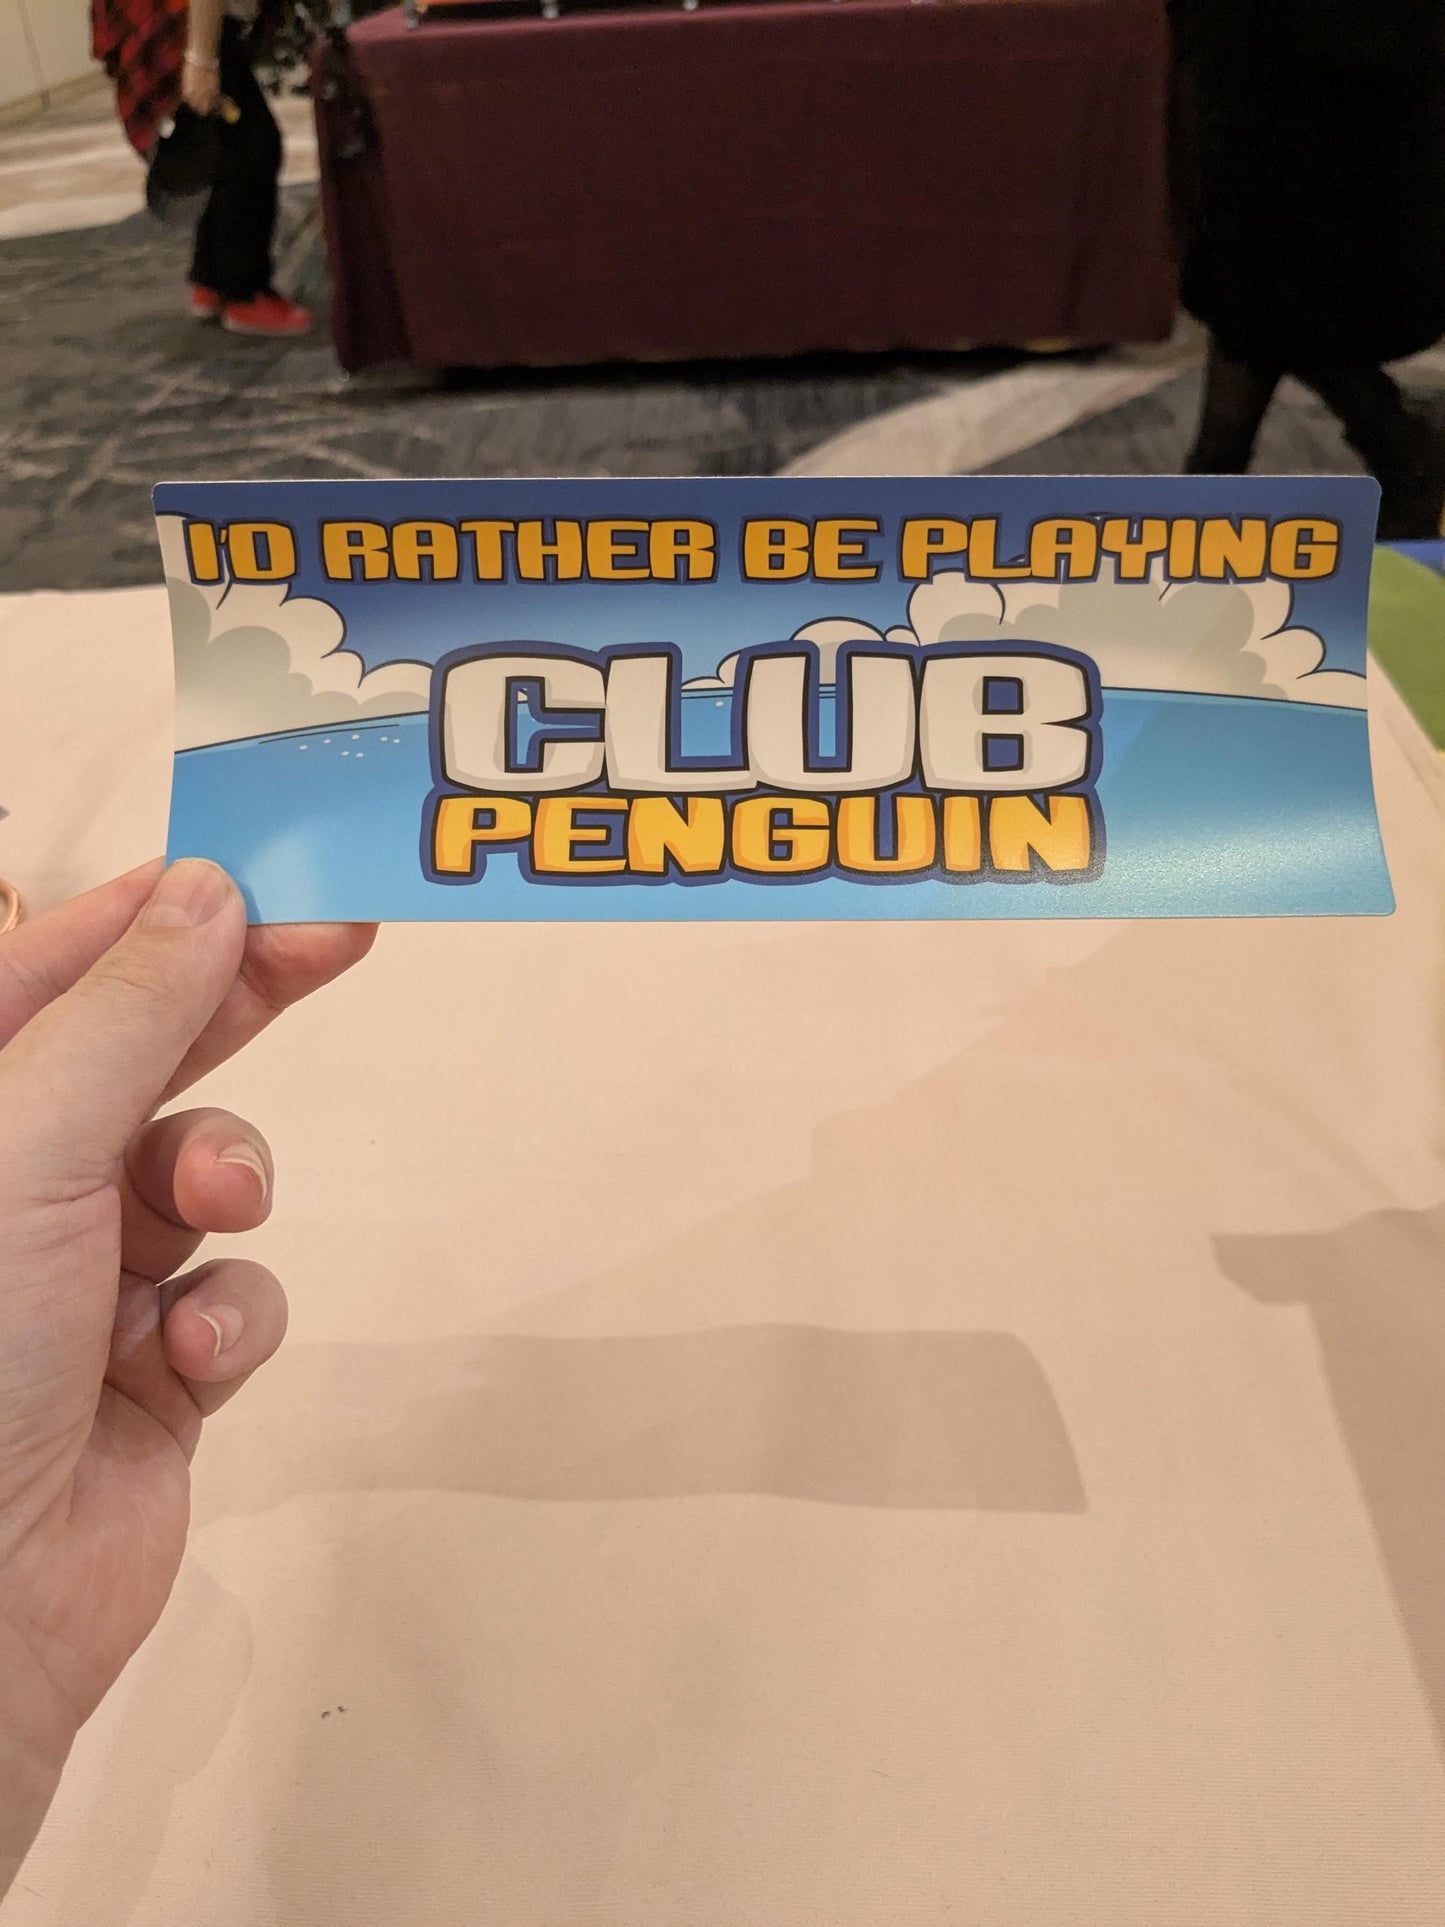 I'D RATHER BE PLAYING
CLUB
PENGUIN